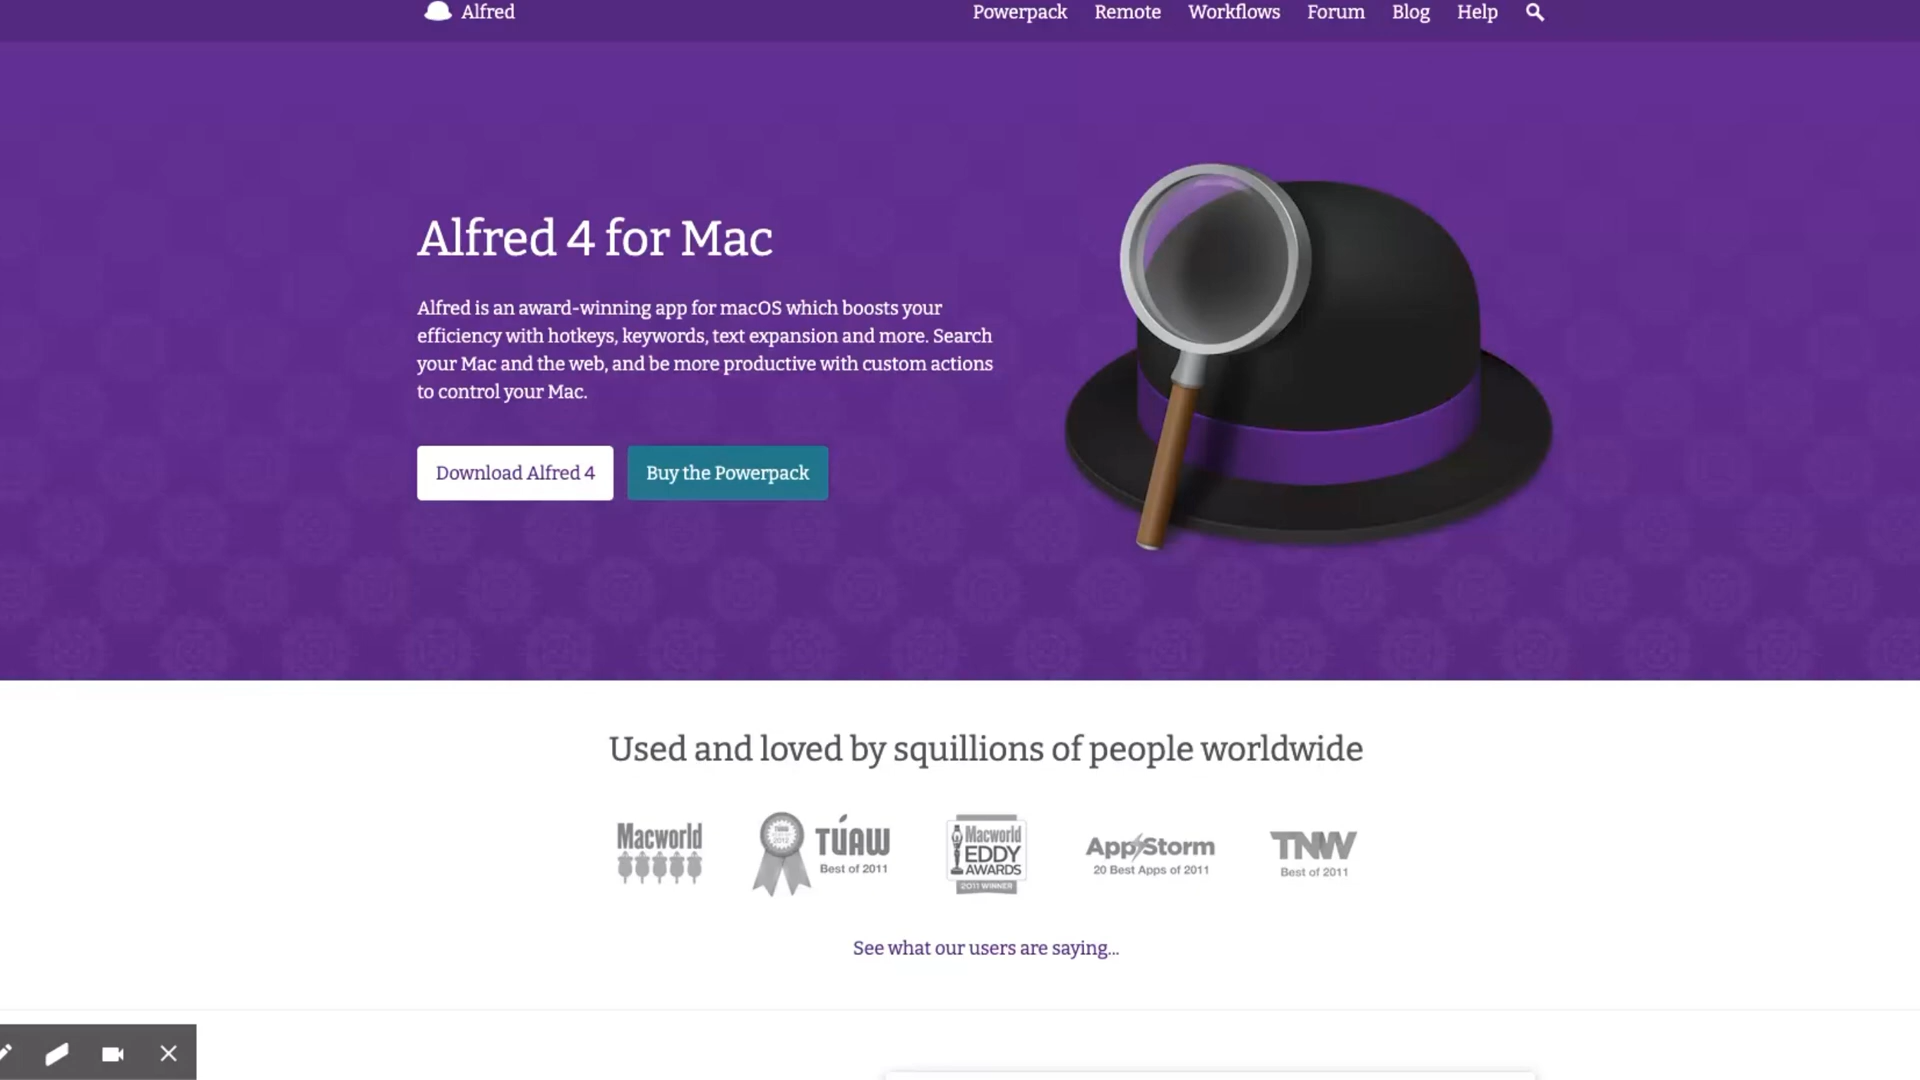 Alfred
Powerpack Remote Workflows Forum Blog Help
Alfred 4 for Mac
Alfred is an award-winning app for macOS which boosts your
efficiency with hotkeys, keywords, text expansion and more. Search
your Mac and the web, and be more productive with custom actions
to control your Mac.
Download Alfred 4
Buy the Powerpack
Used and loved by squillions of people worldwide
Macworld
TUAW
Best of 2011
Macworld
EDDY
AWARDS
2011 WINNER
AppStorm
20 Best Apps of 2011
TNW
Best of 2011
See what our users are saying...